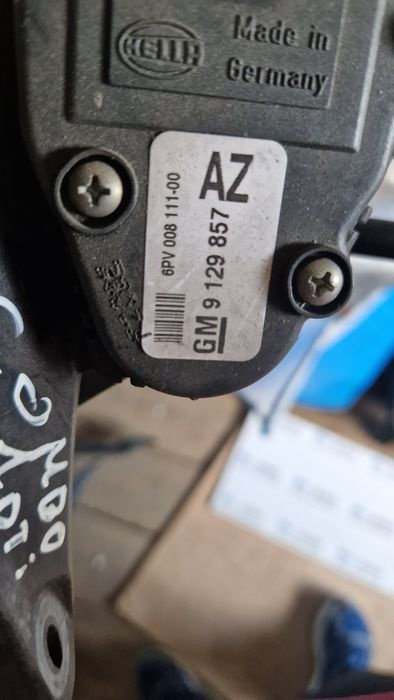 HELLA
Made in
Germany
AZ
GM 9 129 857
6PV 008 111-00